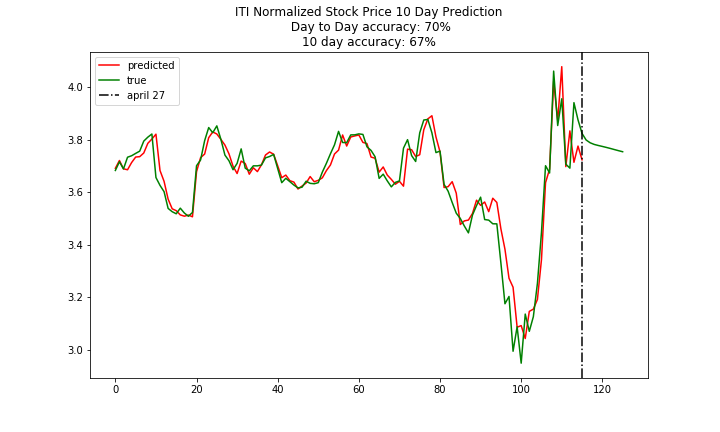 ITI Normalized Stock Price 10 Day Prediction
Day to Day accuracy: 70%
10 day accuracy: 67%
predicted
true
april 27
4.0
3.8
3.6
3.4
3.2
3.0
0 20 40 60 80 100 120